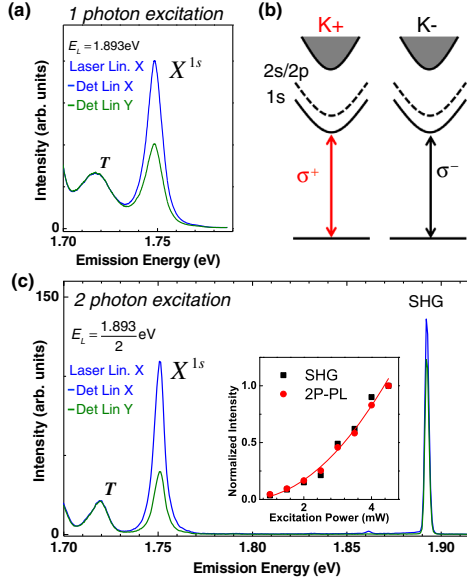 (a)
1 photon excitation
E_L = 1.893eV
Laser Lin. X
Det Lin X
Det Lin Y
X^{1s}
T
Intensity (arb. units)
0
1.70
1.75
Emission Energy (eV)
(b)
K+
K-
2s/2p
1s
σ⁺
σ⁻
(c)
2 photon excitation
E_L = \frac{1.893}{2} eV
Laser Lin. X
Det Lin X
Det Lin Y
X^{1s}
T
SHG
150
0
Intensity (arb. units)
1.70
1.75
1.80
1.85
1.90
Emission Energy (eV)
SHG
2P-PL
Normalized Intensity
1.0
0.5
0.0
2
4
Excitation Power (mW)